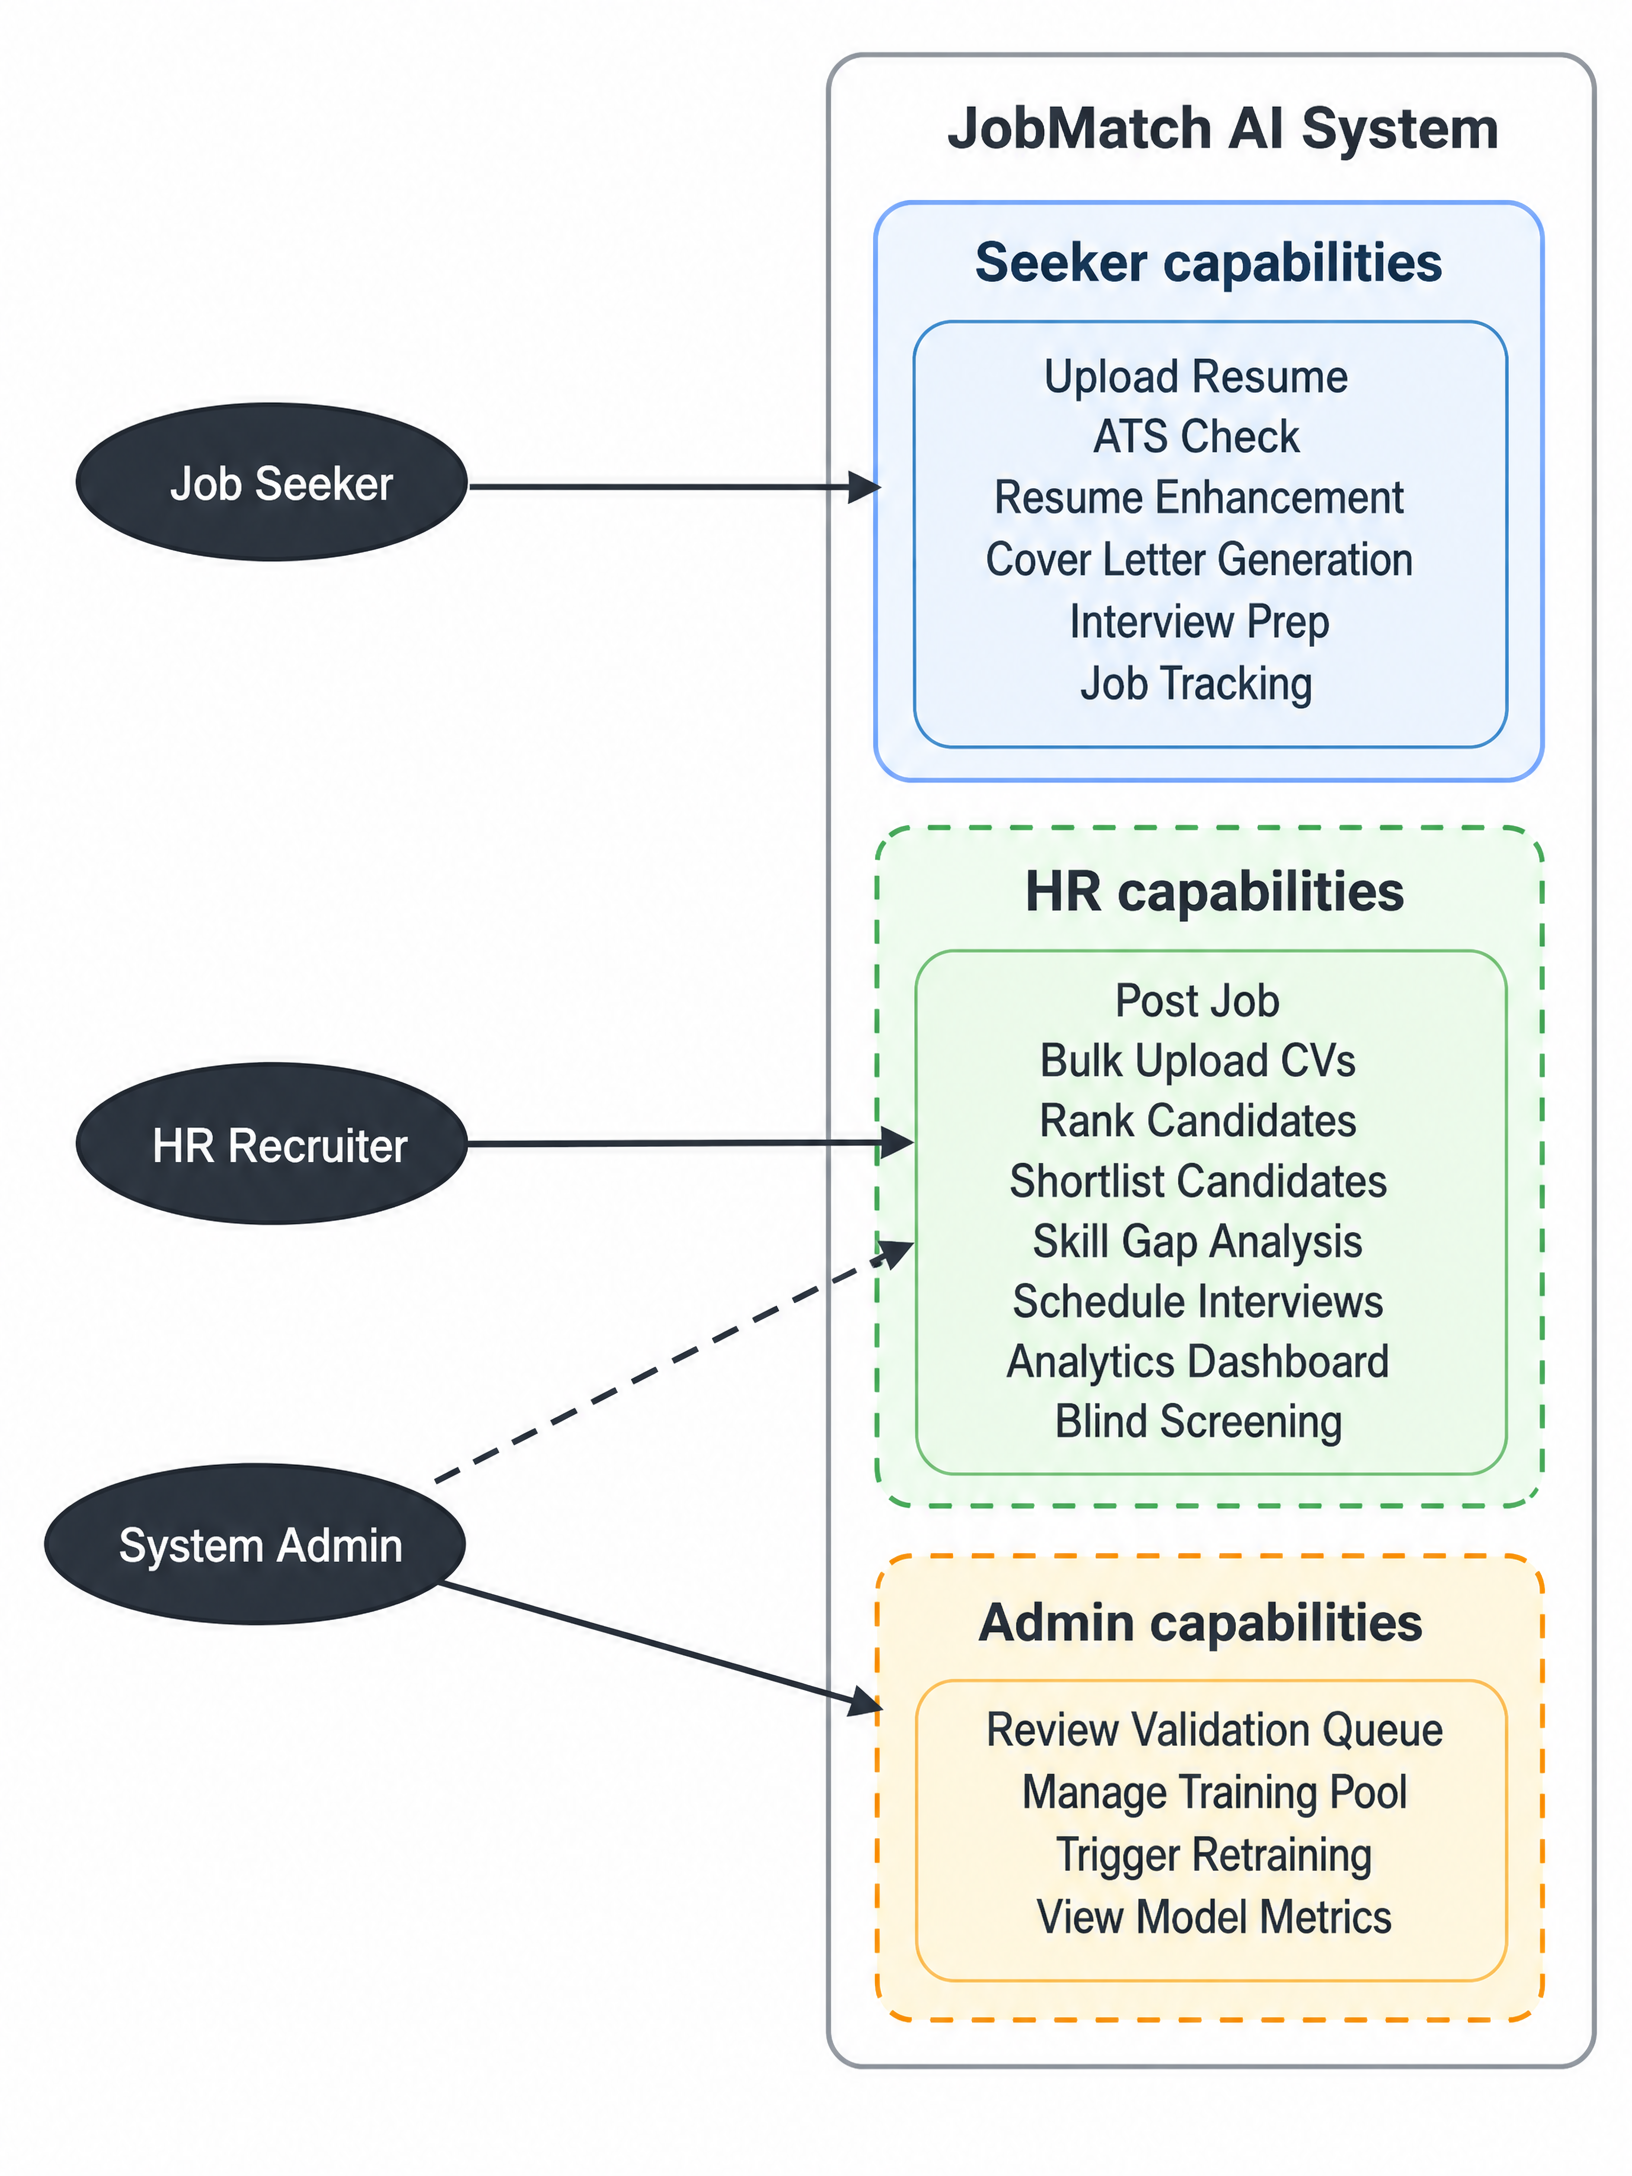 JobMatch AI System
Seeker capabilities
Upload Resume
ATS Check
Resume Enhancement
Cover Letter Generation
Interview Prep
Job Tracking
Job Seeker
HR capabilities
Post Job
Bulk Upload CVs
Rank Candidates
Shortlist Candidates
Skill Gap Analysis
Schedule Interviews
Analytics Dashboard
Blind Screening
HR Recruiter
System Admin
Admin capabilities
Review Validation Queue
Manage Training Pool
Trigger Retraining
View Model Metrics